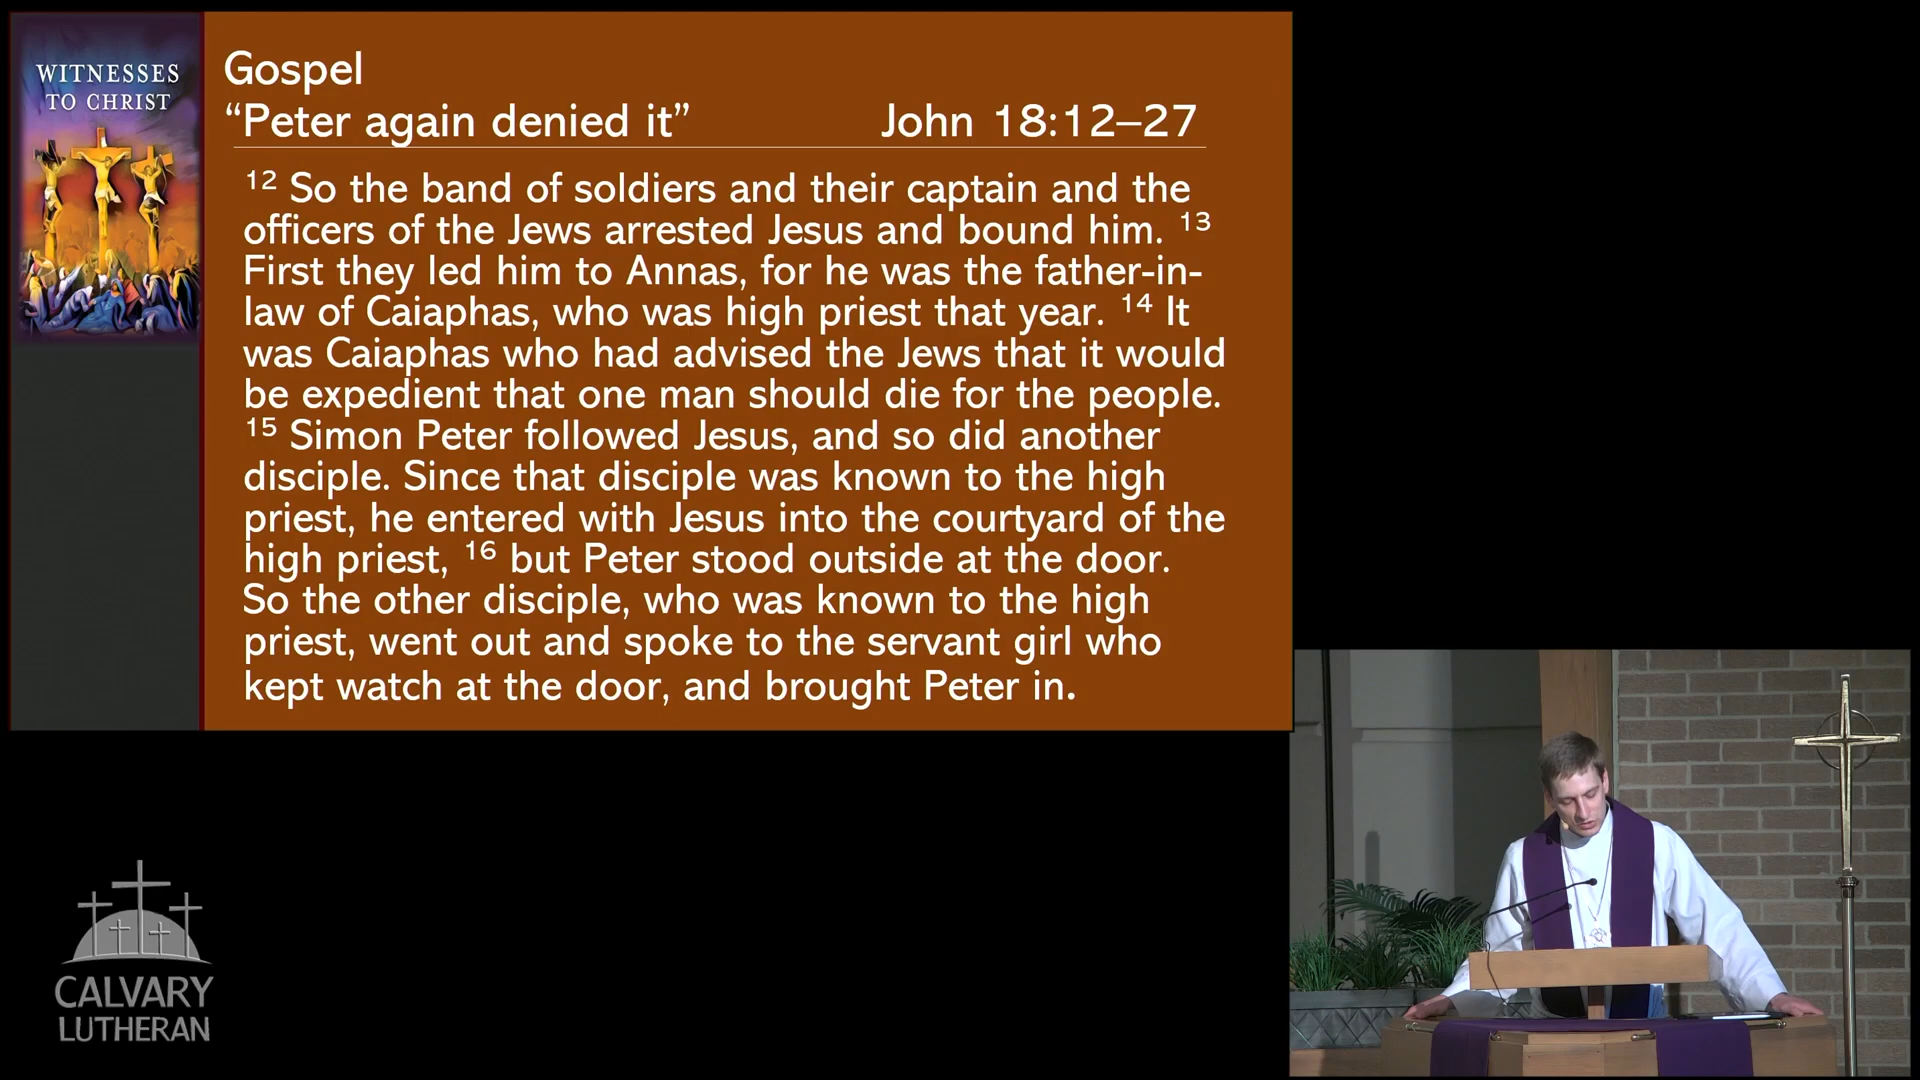 WITNESSES
TO CHRIST
Gospel
“Peter again denied it” John 18:12–27
12 So the band of soldiers and their captain and the
officers of the Jews arrested Jesus and bound him. 13
First they led him to Annas, for he was the father-in-
law of Caiaphas, who was high priest that year. 14 It
was Caiaphas who had advised the Jews that it would
be expedient that one man should die for the people.
15 Simon Peter followed Jesus, and so did another
disciple. Since that disciple was known to the high
priest, he entered with Jesus into the courtyard of the
high priest, 16 but Peter stood outside at the door.
So the other disciple, who was known to the high
priest, went out and spoke to the servant girl who
kept watch at the door, and brought Peter in.
CALVARY
LUTHERAN